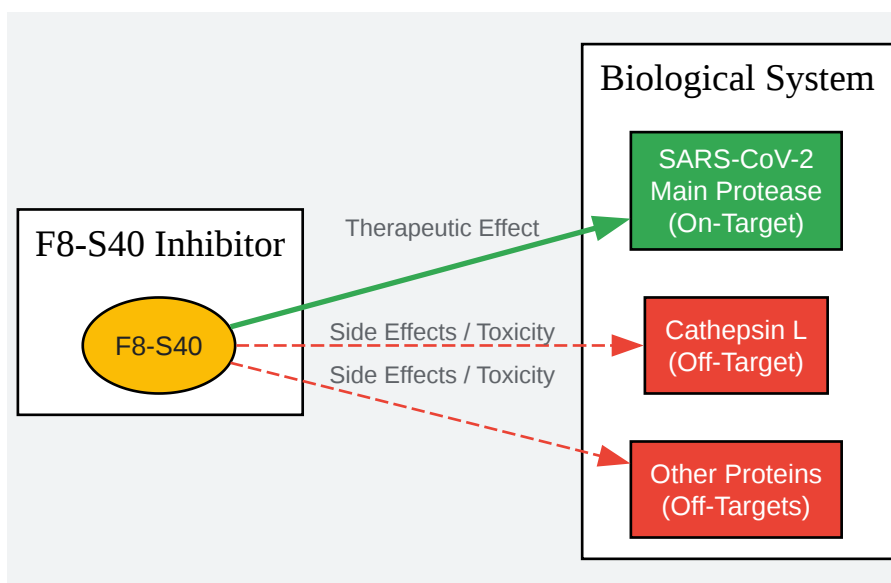 F8-S40 Inhibitor
F8-S40
Therapeutic Effect
Side Effects / Toxicity
Side Effects / Toxicity
Biological System
SARS-CoV-2
Main Protease
(On-Target)
Cathepsin L
(Off-Target)
Other Proteins
(Off-Targets)